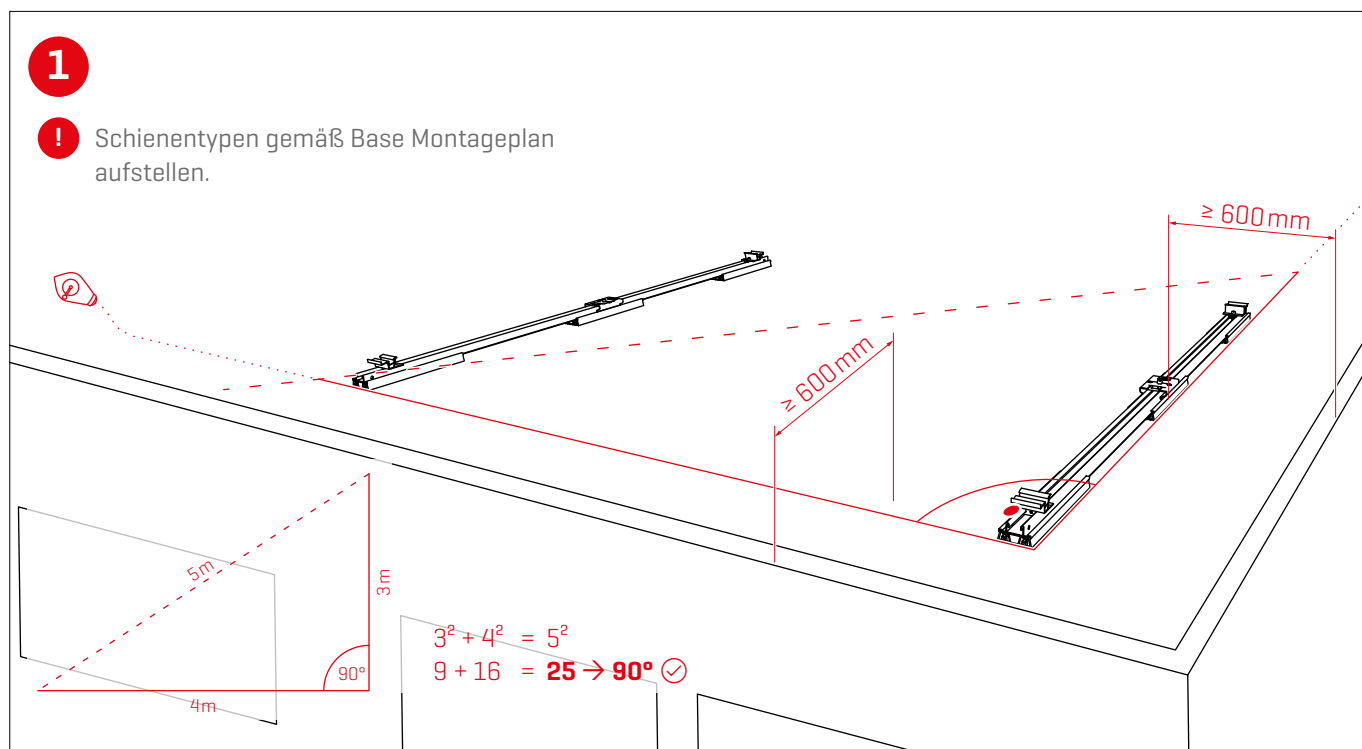 1
! Schienentypen gemäß Base Montageplan
aufstellen.
≥ 600 mm
≥ 600 mm
5m
3m
90°
4m
3² + 4² = 5²
9 + 16 = 25 → 90°